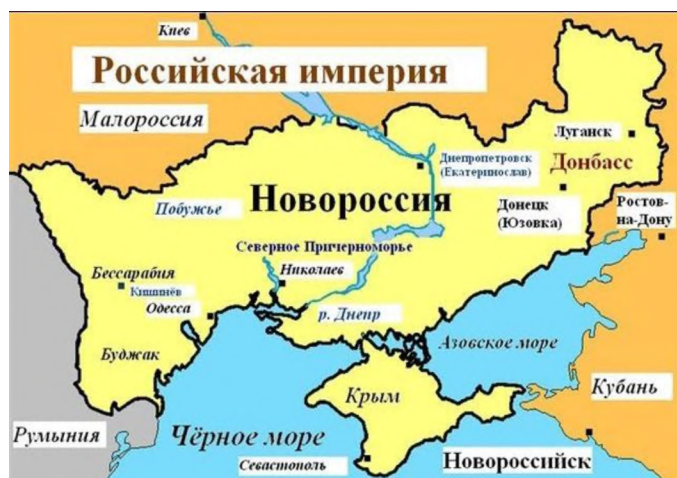 Киев
Российская империя
Малороссия
Луганск
Днепропетровск
(Екатеринослав)
Донбасс
Побужье
Новороссия
Донецк
(Юзовка)
Ростов-
на-Дону
Северное Причерноморье
Николаев
Бессарабия
Кишинёв
Одесса
р. Днепр
Азовское море
Буджак
Крым
Кубань
Румыния
Чёрное море
Севастополь
Новороссийск